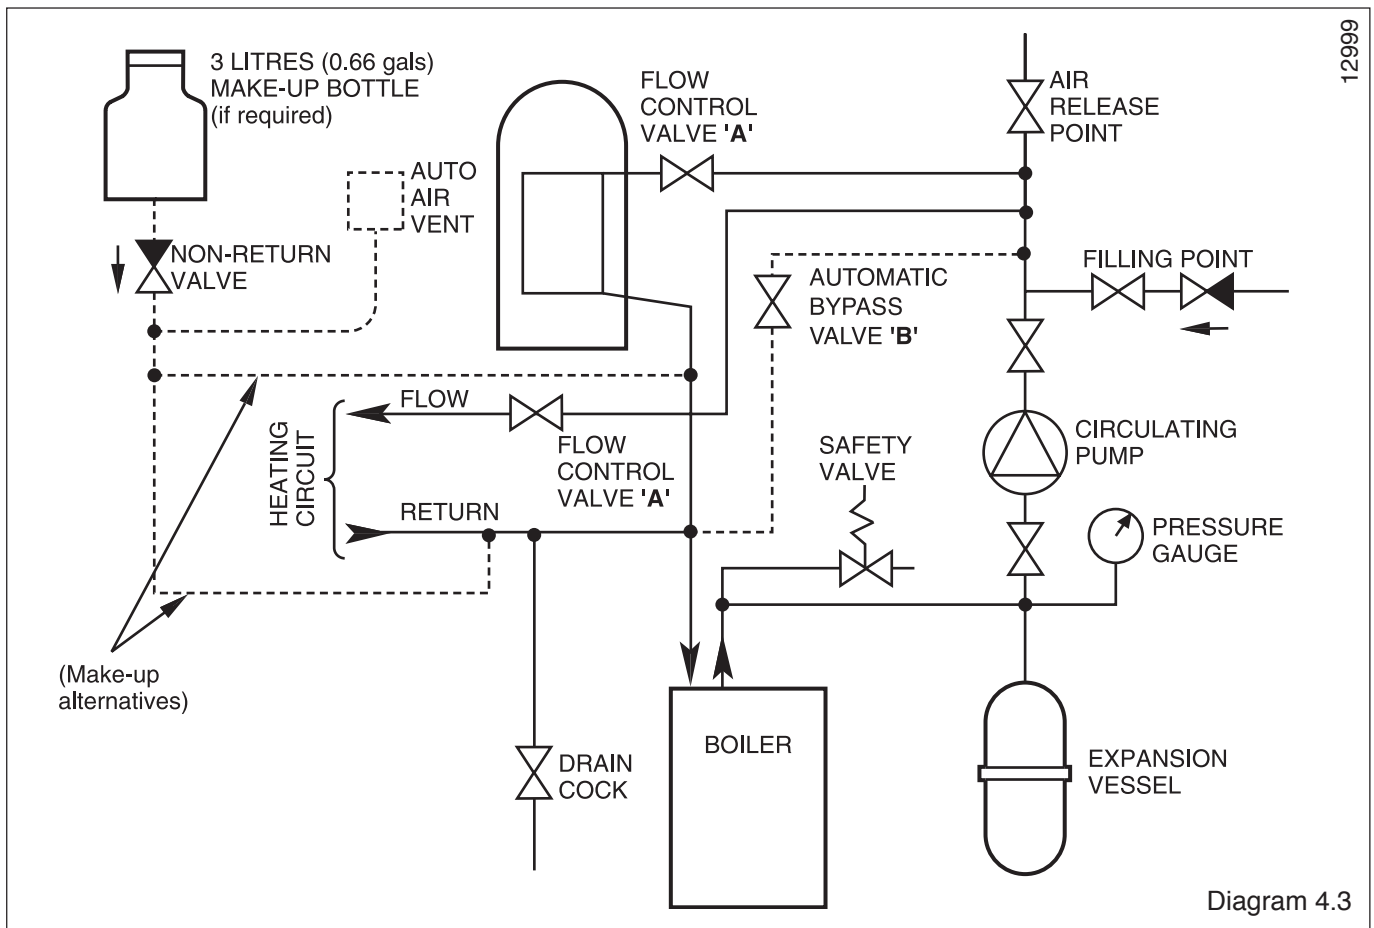 12999
3 LITRES (0.66 gals)
MAKE-UP BOTTLE
(if required)
FLOW
CONTROL
VALVE 'A'
AIR
RELEASE
POINT
AUTO
AIR
VENT
NON-RETURN
VALVE
AUTOMATIC
BYPASS
VALVE 'B'
FILLING POINT
FLOW
FLOW
CONTROL
VALVE 'A'
HEATING
CIRCUIT
RETURN
SAFETY
VALVE
CIRCULATING
PUMP
PRESSURE
GAUGE
(Make-up
alternatives)
DRAIN
COCK
BOILER
EXPANSION
VESSEL
Diagram 4.3